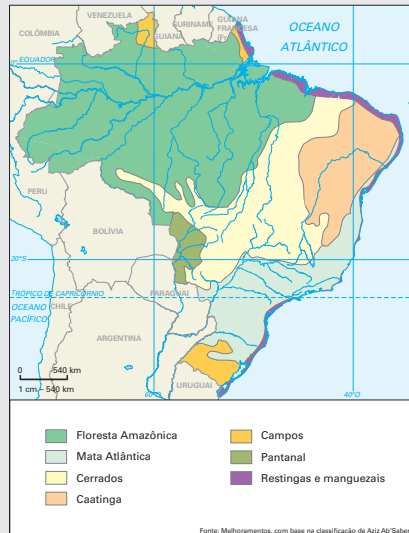 VENEZUELA
SURINAME
GUIANA
FRANCESA
(Fr)
GUIANA
COLÔMBIA
OCEANO
ATLÂNTICO
0°
EQUADOR
PERU
BOLÍVIA
20°S
TRÓPICO DE CAPRICÓRNIO
PARAGUAI
CHILE
OCEANO
PACÍFICO
ARGENTINA
URUGUAI
0 540 km
1 cm – 540 km
60°O
40°O
Floresta Amazônica
Mata Atlântica
Cerrados
Caatinga
Campos
Pantanal
Restingas e manguezais
Fonte: Melhoramentos, com base na classificação de Aziz Ab'Saber